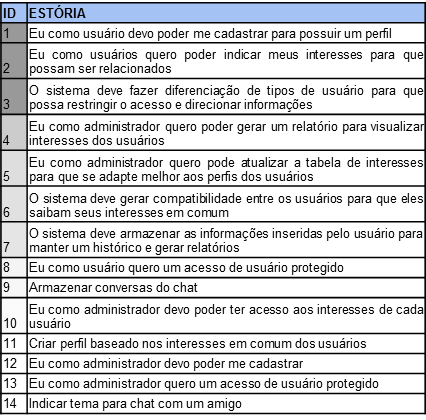 ID ESTÓRIA
1 Eu como usuário devo poder me cadastrar para possuir um perfil
Eu como usuários quero poder indicar meus interesses para que
2 possam ser relacionados
O sistema deve fazer diferenciação de tipos de usuário para que
3 possa restringir o acesso e direcionar informações
Eu como administrador quero poder gerar um relatório para visualizar
4 interesses dos usuários
Eu como administrador quero pode atualizar a tabela de interesses
5 para que se adapte melhor aos perfis dos usuários
O sistema deve gerar compatibilidade entre os usuários para que eles
6 saibam seus interesses em comum
O sistema deve armazenar as informações inseridas pelo usuário para
7 manter um histórico e gerar relatórios
8 Eu como usuário quero um acesso de usuário protegido
9 Armazenar conversas do chat
Eu como administrador devo poder ter acesso aos interesses de cada
10 usuário
11 Criar perfil baseado nos interesses em comum dos usuários
12 Eu como administrador devo poder me cadastrar
13 Eu como administrador quero um acesso de usuário protegido
14 Indicar tema para chat com um amigo